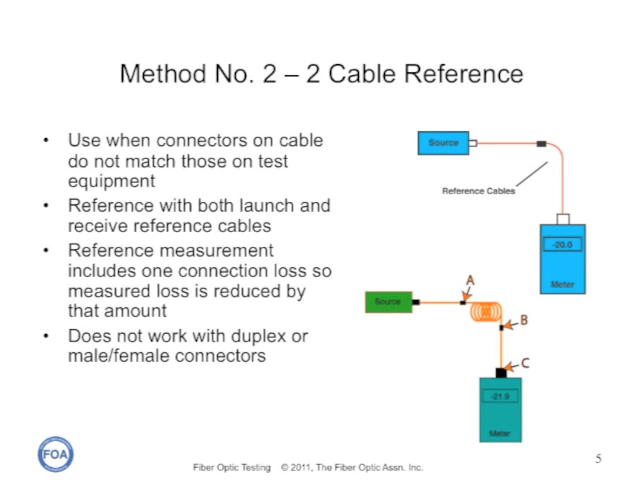 Method No. 2 – 2 Cable Reference
• Use when connectors on cable
do not match those on test
equipment
• Reference with both launch and
receive reference cables
• Reference measurement
includes one connection loss so
measured loss is reduced by
that amount
• Does not work with duplex or
male/female connectors
Source
Reference Cables
-20.0
Meter
A
Source
B
C
-21.9
Meter
FOA
Fiber Optic Testing © 2011, The Fiber Optic Assn. Inc.
5